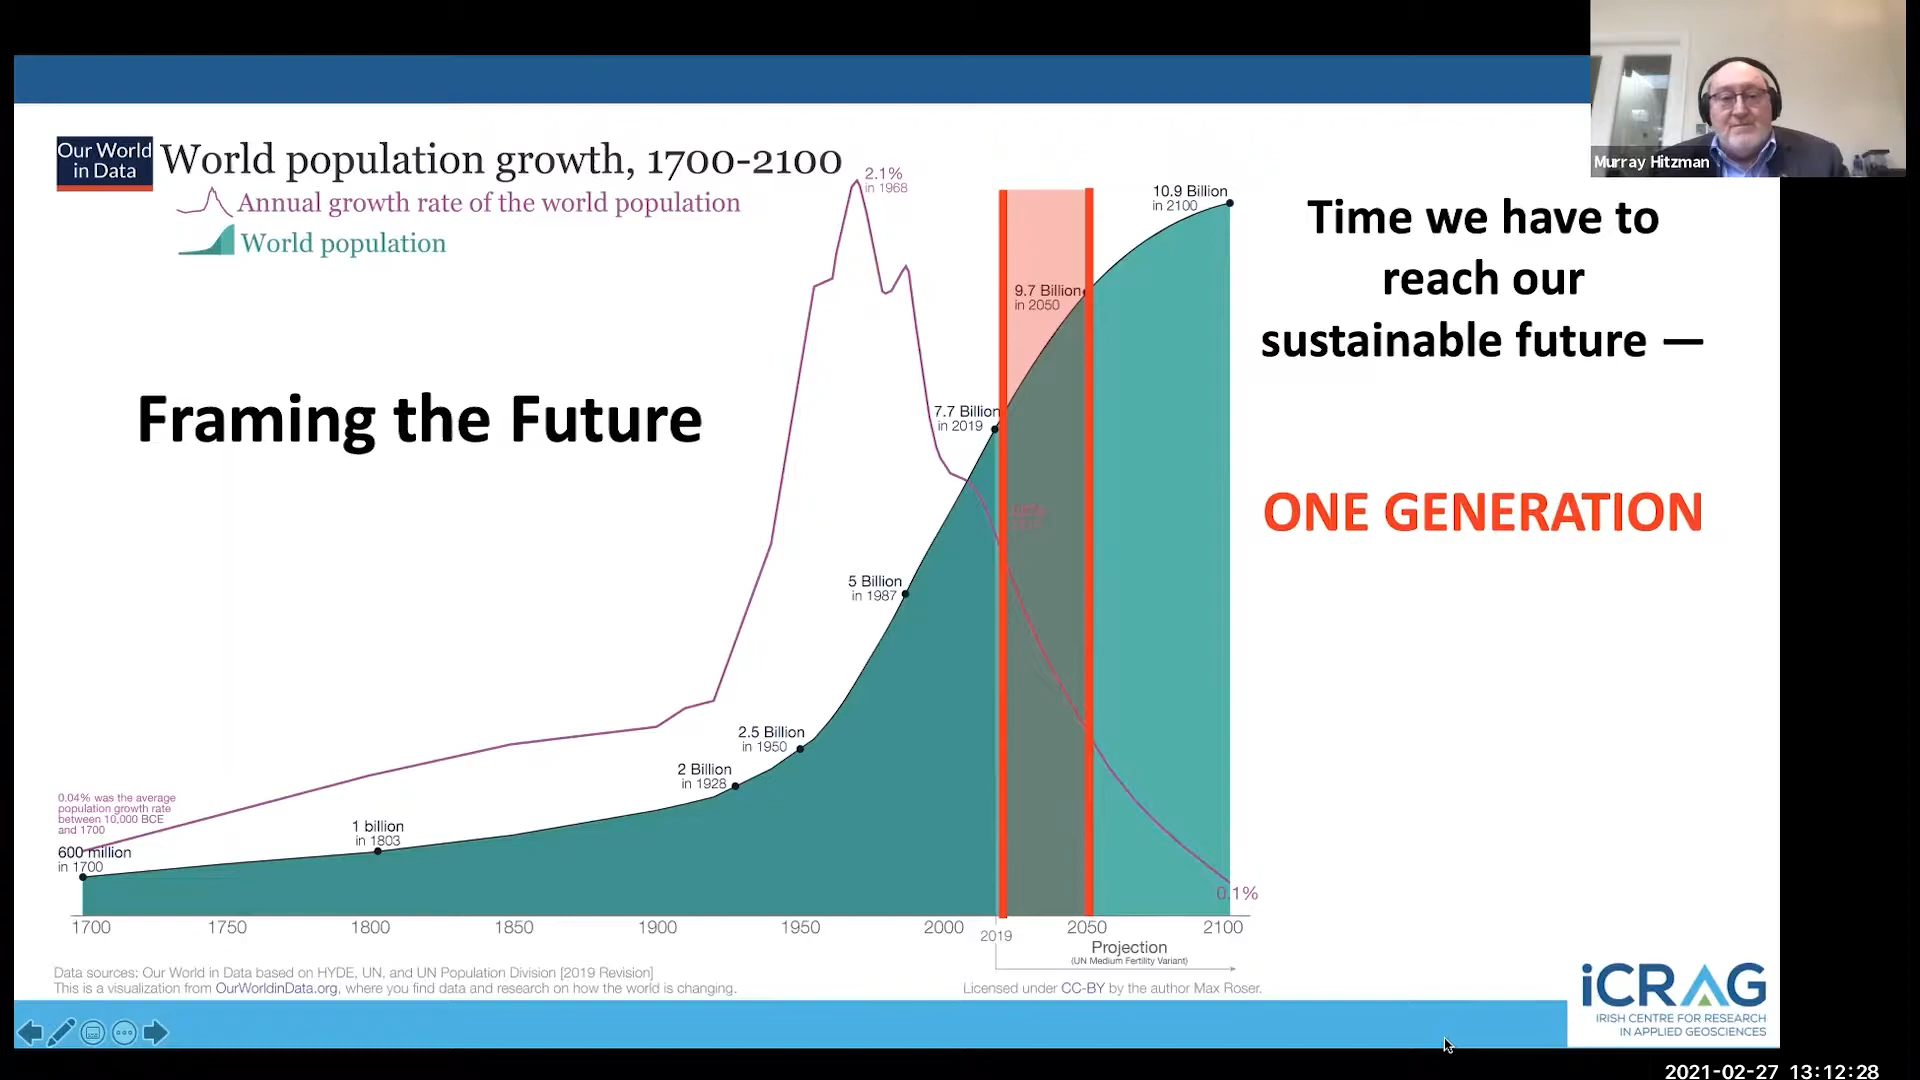 Murray Hitzman
Our World
in Data
World population growth, 1700-2100
Annual growth rate of the world population
World population
2.1%
in 1968
10.9 Billion
in 2100
Time we have to
reach our
sustainable future —
9.7 Billion
in 2050
Framing the Future
7.7 Billion
in 2019
ONE GENERATION
5 Billion
in 1987
2.5 Billion
in 1950
2 Billion
in 1928
0.04% was the average
population growth rate
between 10,000 BCE
and 1700
1 billion
in 1803
600 million
in 1700
0.1%
1700 1750 1800 1850 1900 1950 2000 2019 2050 2100
Projection
(UN Medium Fertility Variant)
Data sources: Our World in Data based on HYDE, UN, and UN Population Division [2019 Revision]
This is a visualization from OurWorldinData.org, where you find data and research on how the world is changing.
Licensed under CC-BY by the author Max Roser.
iCRAG
IRISH CENTRE FOR RESEARCH
IN APPLIED GEOSCIENCES
2021-02-27 13:12:28